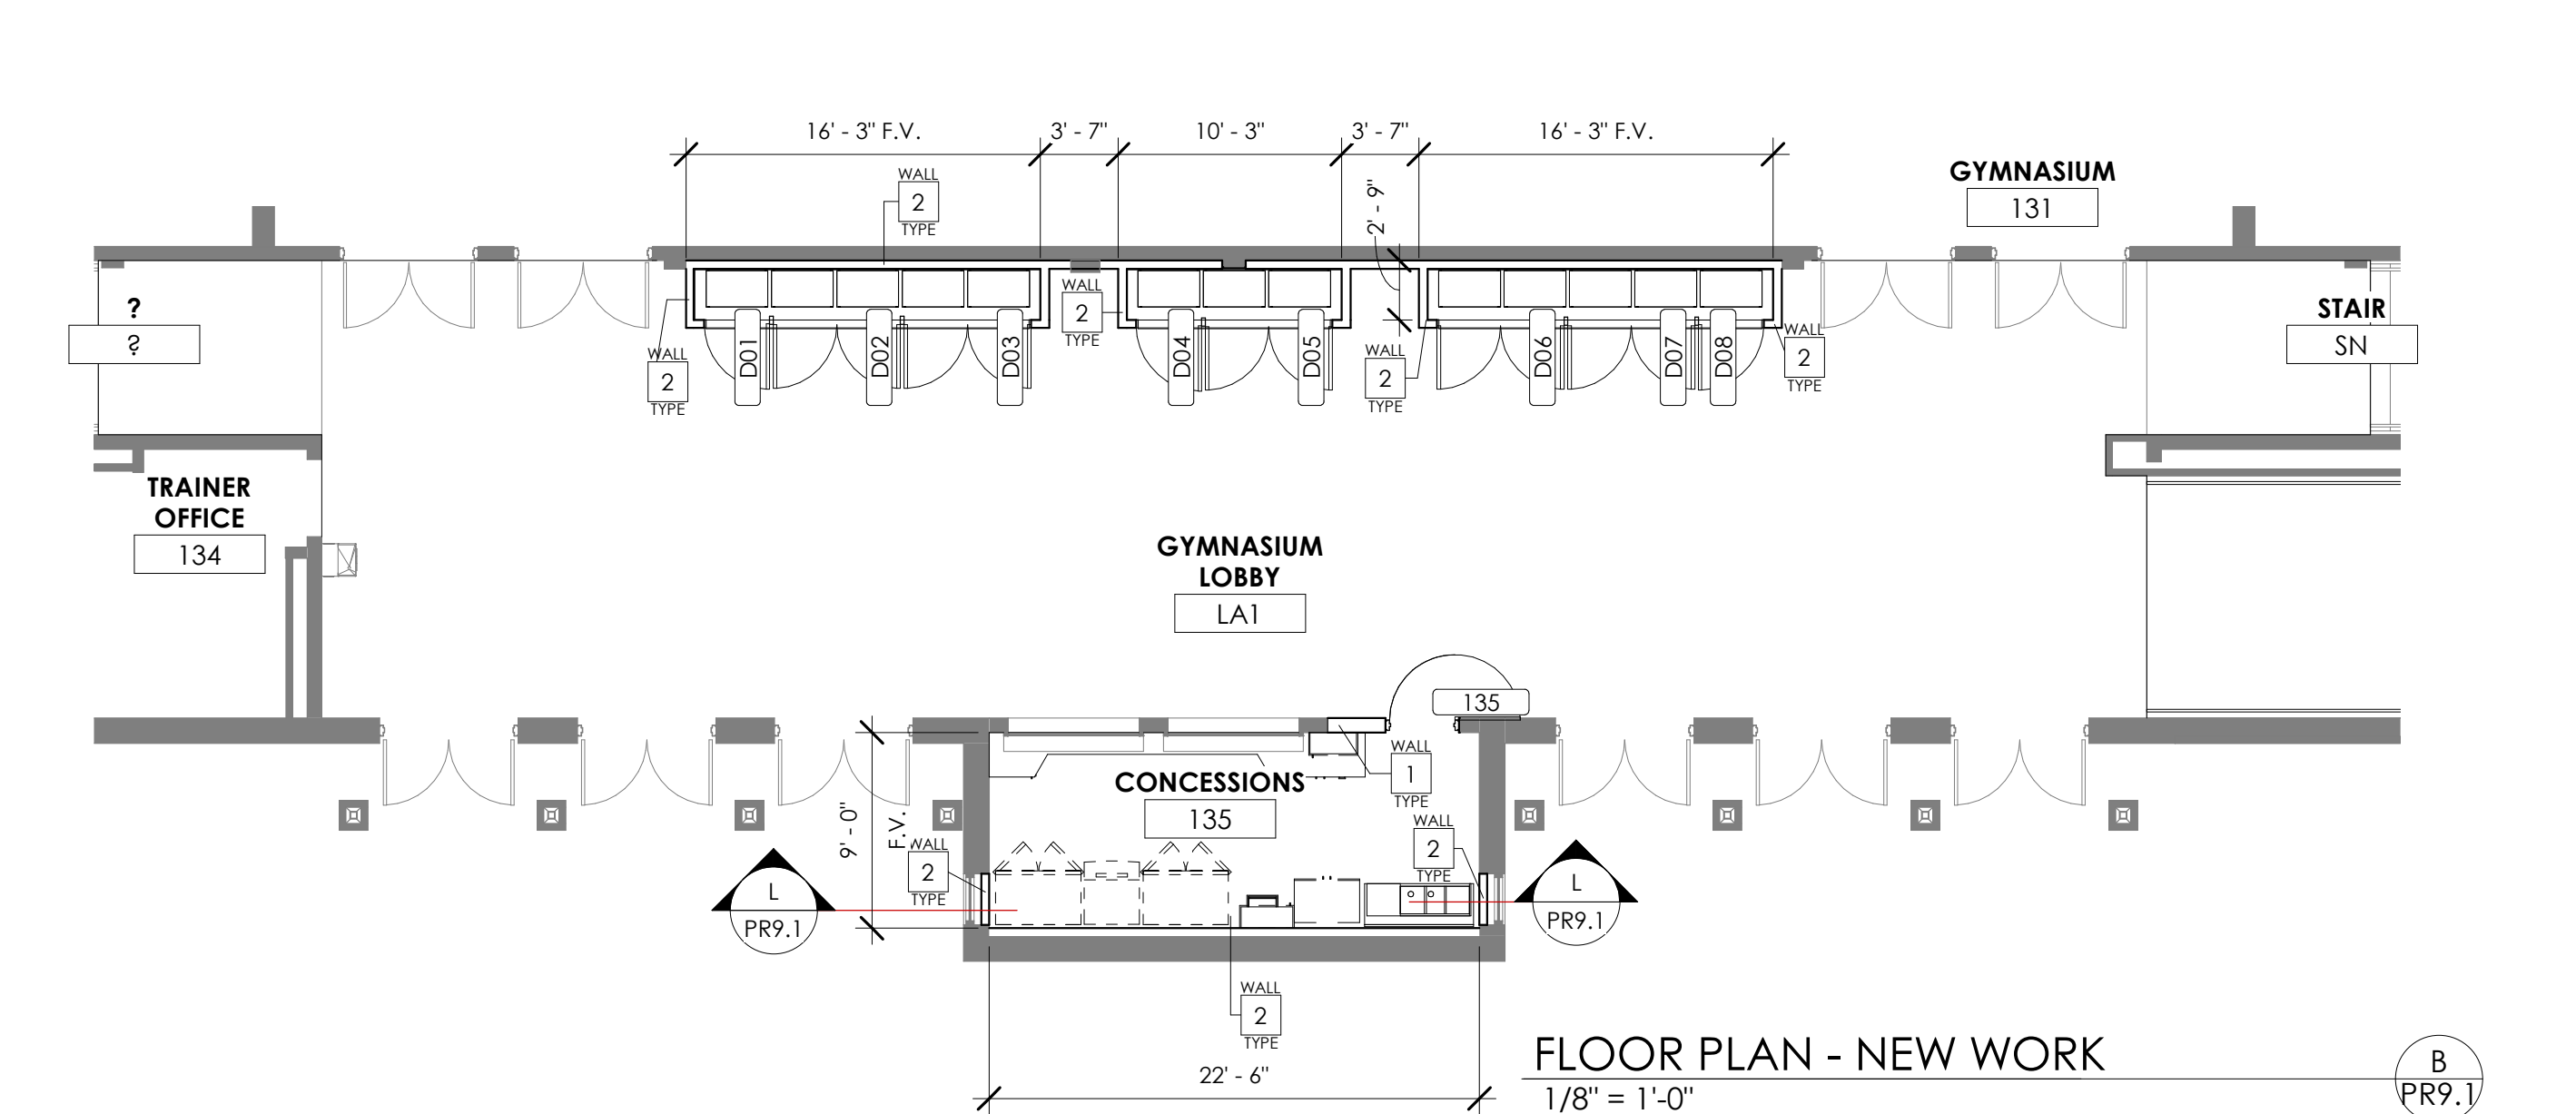 16' - 3" F.V.
3' - 7"
10' - 3"
3' - 7"
16' - 3" F.V.
WALL
2
TYPE
2' - 9"
GYMNASIUM
131
?
?
WALL
2
TYPE
D01
D02
D03
WALL
2
TYPE
D04
D05
WALL
2
TYPE
D06
D07
D08
WALL
2
TYPE
STAIR
SN
TRAINER
OFFICE
134
GYMNASIUM
LOBBY
LA1
135
WALL
1
TYPE
CONCESSIONS
135
9' - 0"
F.V.
WALL
2
TYPE
WALL
2
TYPE
L
PR9.1
L
PR9.1
WALL
2
TYPE
22' - 6"
FLOOR PLAN - NEW WORK
1/8" = 1'-0"
B
PR9.1